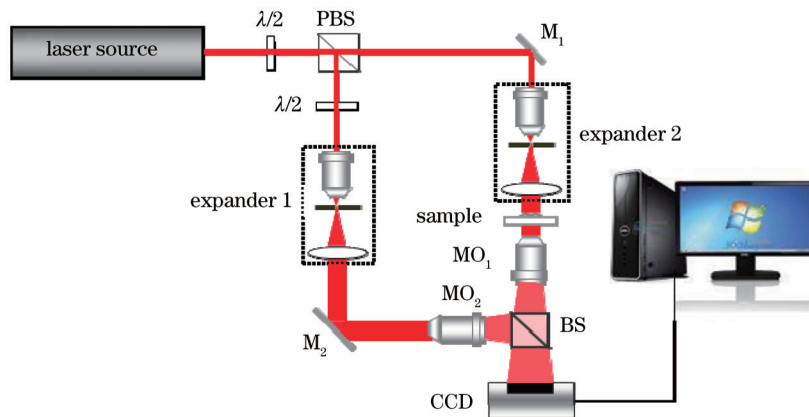 λ/2
PBS
M₁
laser source
λ/2
expander 2
expander 1
sample
MO₁
MO₂
BS
M₂
CCD